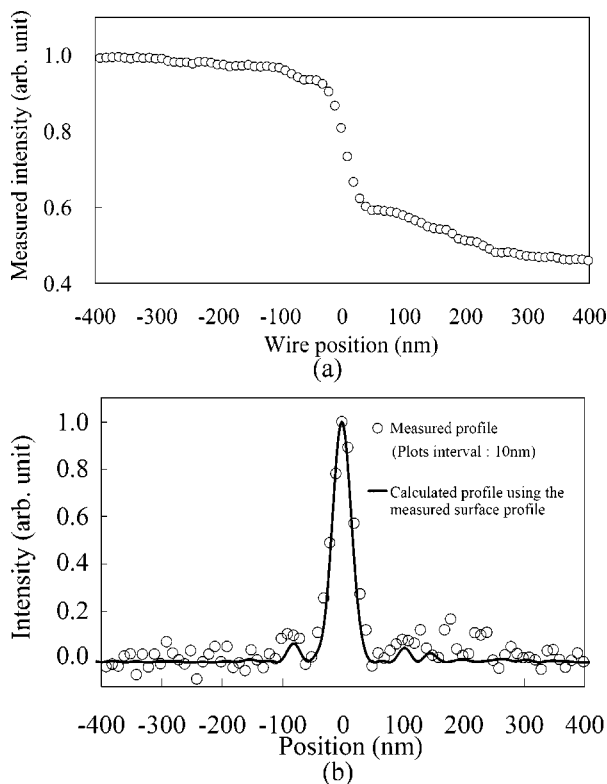 (a)
Measured intensity (arb. unit)
1.0
0.8
0.6
0.4
-400 -300 -200 -100 0 100 200 300 400
Wire position (nm)
(a)
Intensity (arb. unit)
1.0
0.8
0.6
0.4
0.2
0.0
Measured profile
(Plots interval : 10nm)
Calculated profile using the
measured surface profile
-400 -300 -200 -100 0 100 200 300 400
Position (nm)
(b)